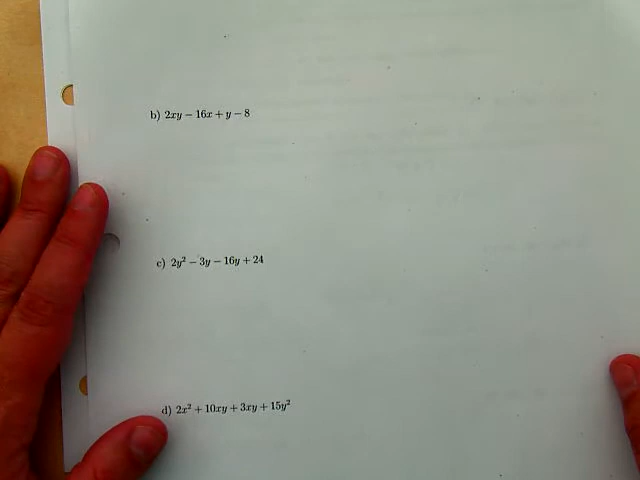 b) 2xy − 16x + y − 8
c) 2y² − 3y − 16y + 24
d) 2x² + 10xy + 3xy + 15y²